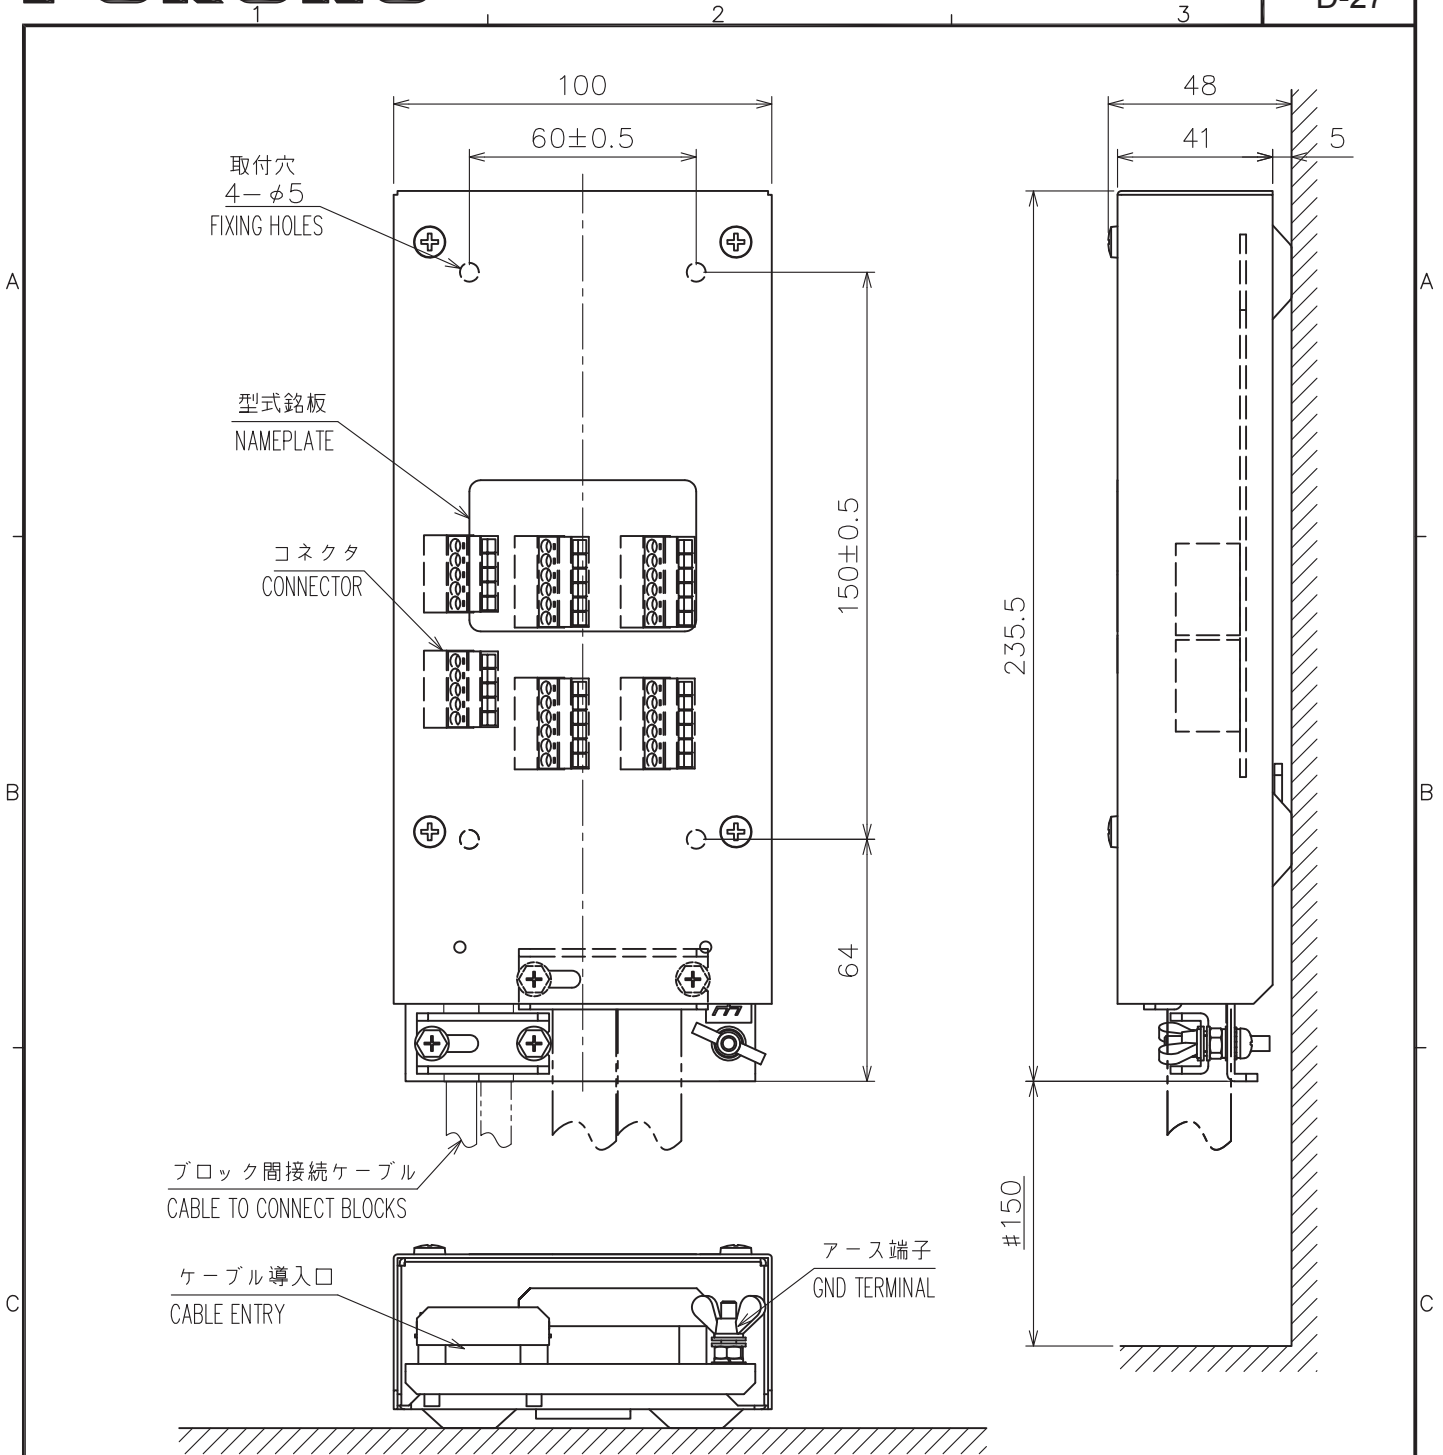 D-27
1
2
3
100
48
60±0.5
41
5
取付穴
4-φ5
FIXING HOLES
A
A
型式銘板
NAMEPLATE
150±0.5
コネクタ
CONNECTOR
235.5
B
B
64
ブロック間接続ケーブル
CABLE TO CONNECT BLOCKS
#150
アース端子
GND TERMINAL
ケーブル導入口
CABLE ENTRY
C
C